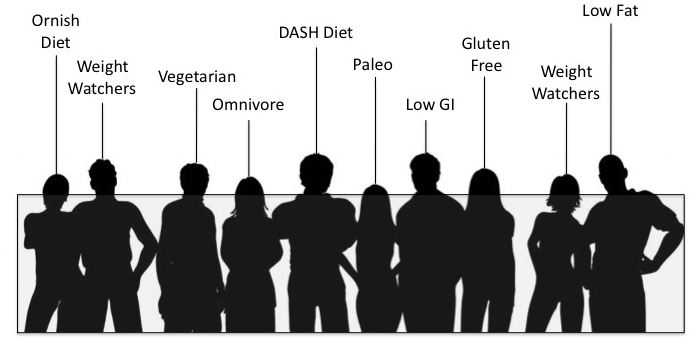 Ornish
Diet
Weight
Watchers
Vegetarian
Omnivore
DASH Diet
Paleo
Low GI
Gluten
Free
Weight
Watchers
Low Fat